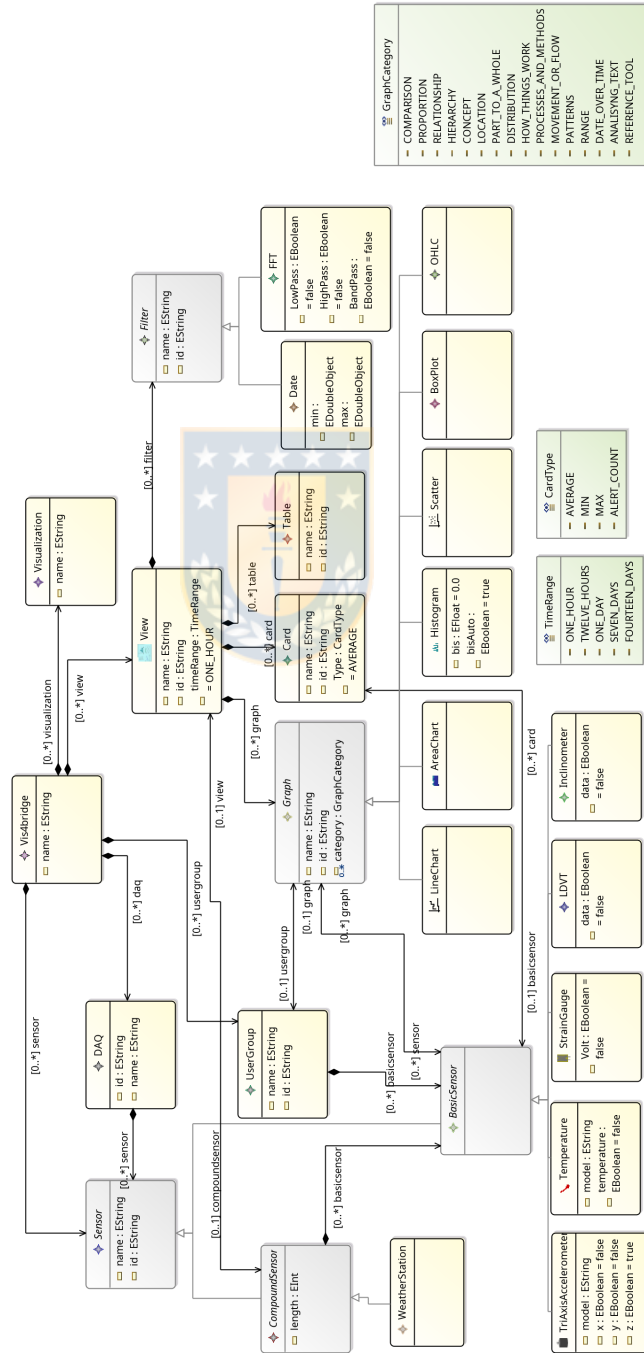 Vis4bridge
name : EString
[0..*] sensor
[0..*] daq
[0..*] usergroup
[0..*] visualization
[0..*] view
Sensor
name : EString
id : EString
[0..*] sensor
DAQ
id : EString
name : EString
Visualization
name : EString
View
name : EString
id : EString
timeRange : TimeRange
= ONE_HOUR
[0..*] filter
Filter
name : EString
id : EString
CompoundSensor
length : EInt
[0..1] compoundsensor
[0..1] view
[0..*] basicsensor
UserGroup
name : EString
id : EString
[0..*] basicsensor
[0..1] usergroup
[0..1] graph
[0..*] sensor
[0..*] graph
Graph
name : EString
id : EString
category : GraphCategory
0..*
[0..*] graph
[0..*] card
Card
name : EString
id : EString
Type : CardType
= AVERAGE
[0..*] table
Table
name : EString
id : EString
Date
min :
EDoubleObject
max :
EDoubleObject
FFT
LowPass : EBoolean
= false
HighPass : EBoolean
= false
BandPass :
EBoolean = false
WeatherStation
BasicSensor
[0..1] basicsensor
[0..*] card
LineChart
AreaChart
Histogram
bis : EFloat = 0.0
bisAuto :
EBoolean = true
Scatter
BoxPlot
OHLC
TriAxisAccelerometer
model : EString
x : EBoolean = false
y : EBoolean = false
z : EBoolean = true
Temperature
model : EString
temperature :
EBoolean = false
StrainGauge
Volt : EBoolean =
false
LDVT
data : EBoolean
= false
Inclinometer
data : EBoolean
= false
TimeRange
ONE_HOUR
TWELVE_HOURS
ONE_DAY
SEVEN_DAYS
FOURTEEN_DAYS
CardType
AVERAGE
MIN
MAX
ALERT_COUNT
GraphCategory
COMPARISON
PROPORTION
RELATIONSHIP
HIERARCHY
CONCEPT
LOCATION
PART_TO_A_WHOLE
DISTRIBUTION
HOW_THINGS_WORK
PROCESSES_AND_METHODS
MOVEMENT_OR_FLOW
PATTERNS
RANGE
DATE_OVER_TIME
ANALISYNG_TEXT
REFERENCE_TOOL